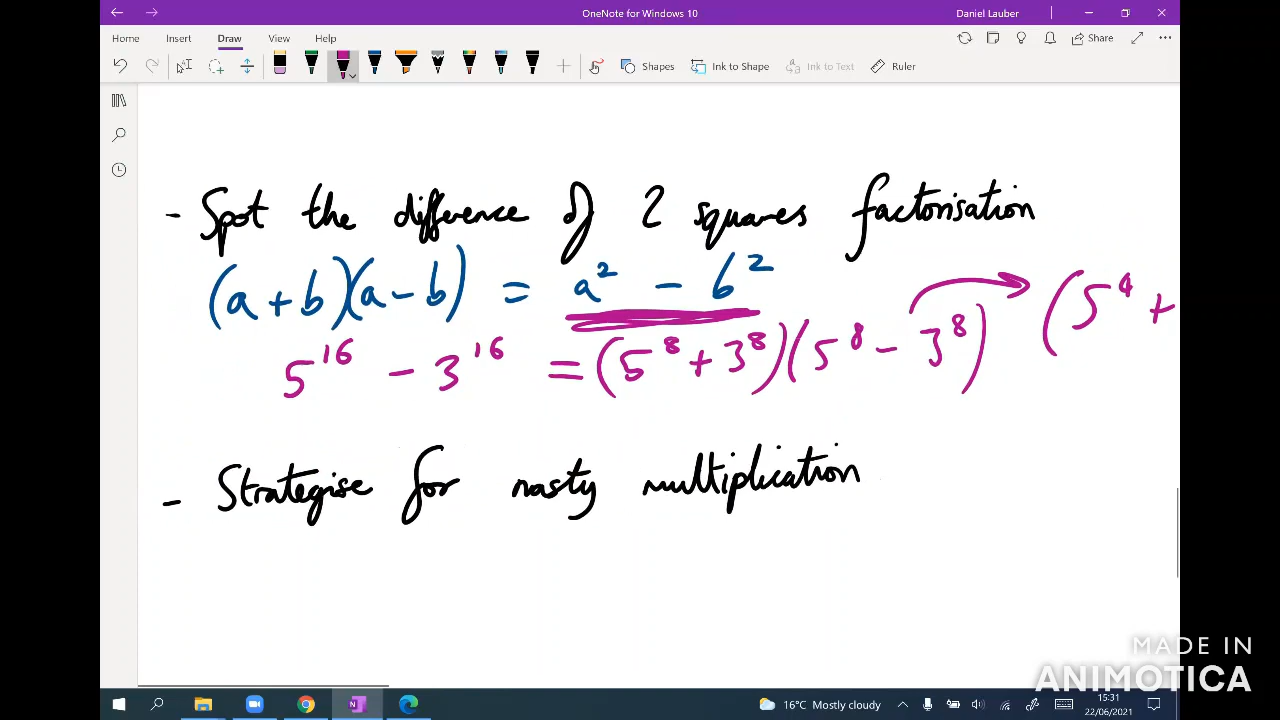 OneNote for Windows 10
Daniel Lauber
Home Insert Draw View Help
Share
Shapes Ink to Shape Ink to Text Ruler
- Spot the difference of 2 squares factorisation
(a + b)(a - b) = a² - b²
5¹⁶ - 3¹⁶ = (5⁸ + 3⁸)(5⁸ - 3⁸) (5⁴ +
- Strategise for nasty multiplication
MADE IN
ANIMOTICA
16°C Mostly cloudy
15:31
22/06/2021